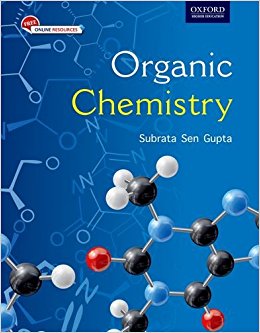 FREE
ONLINE RESOURCES
OXFORD
HIGHER EDUCATION
Organic
Chemistry
Subrata Sen Gupta